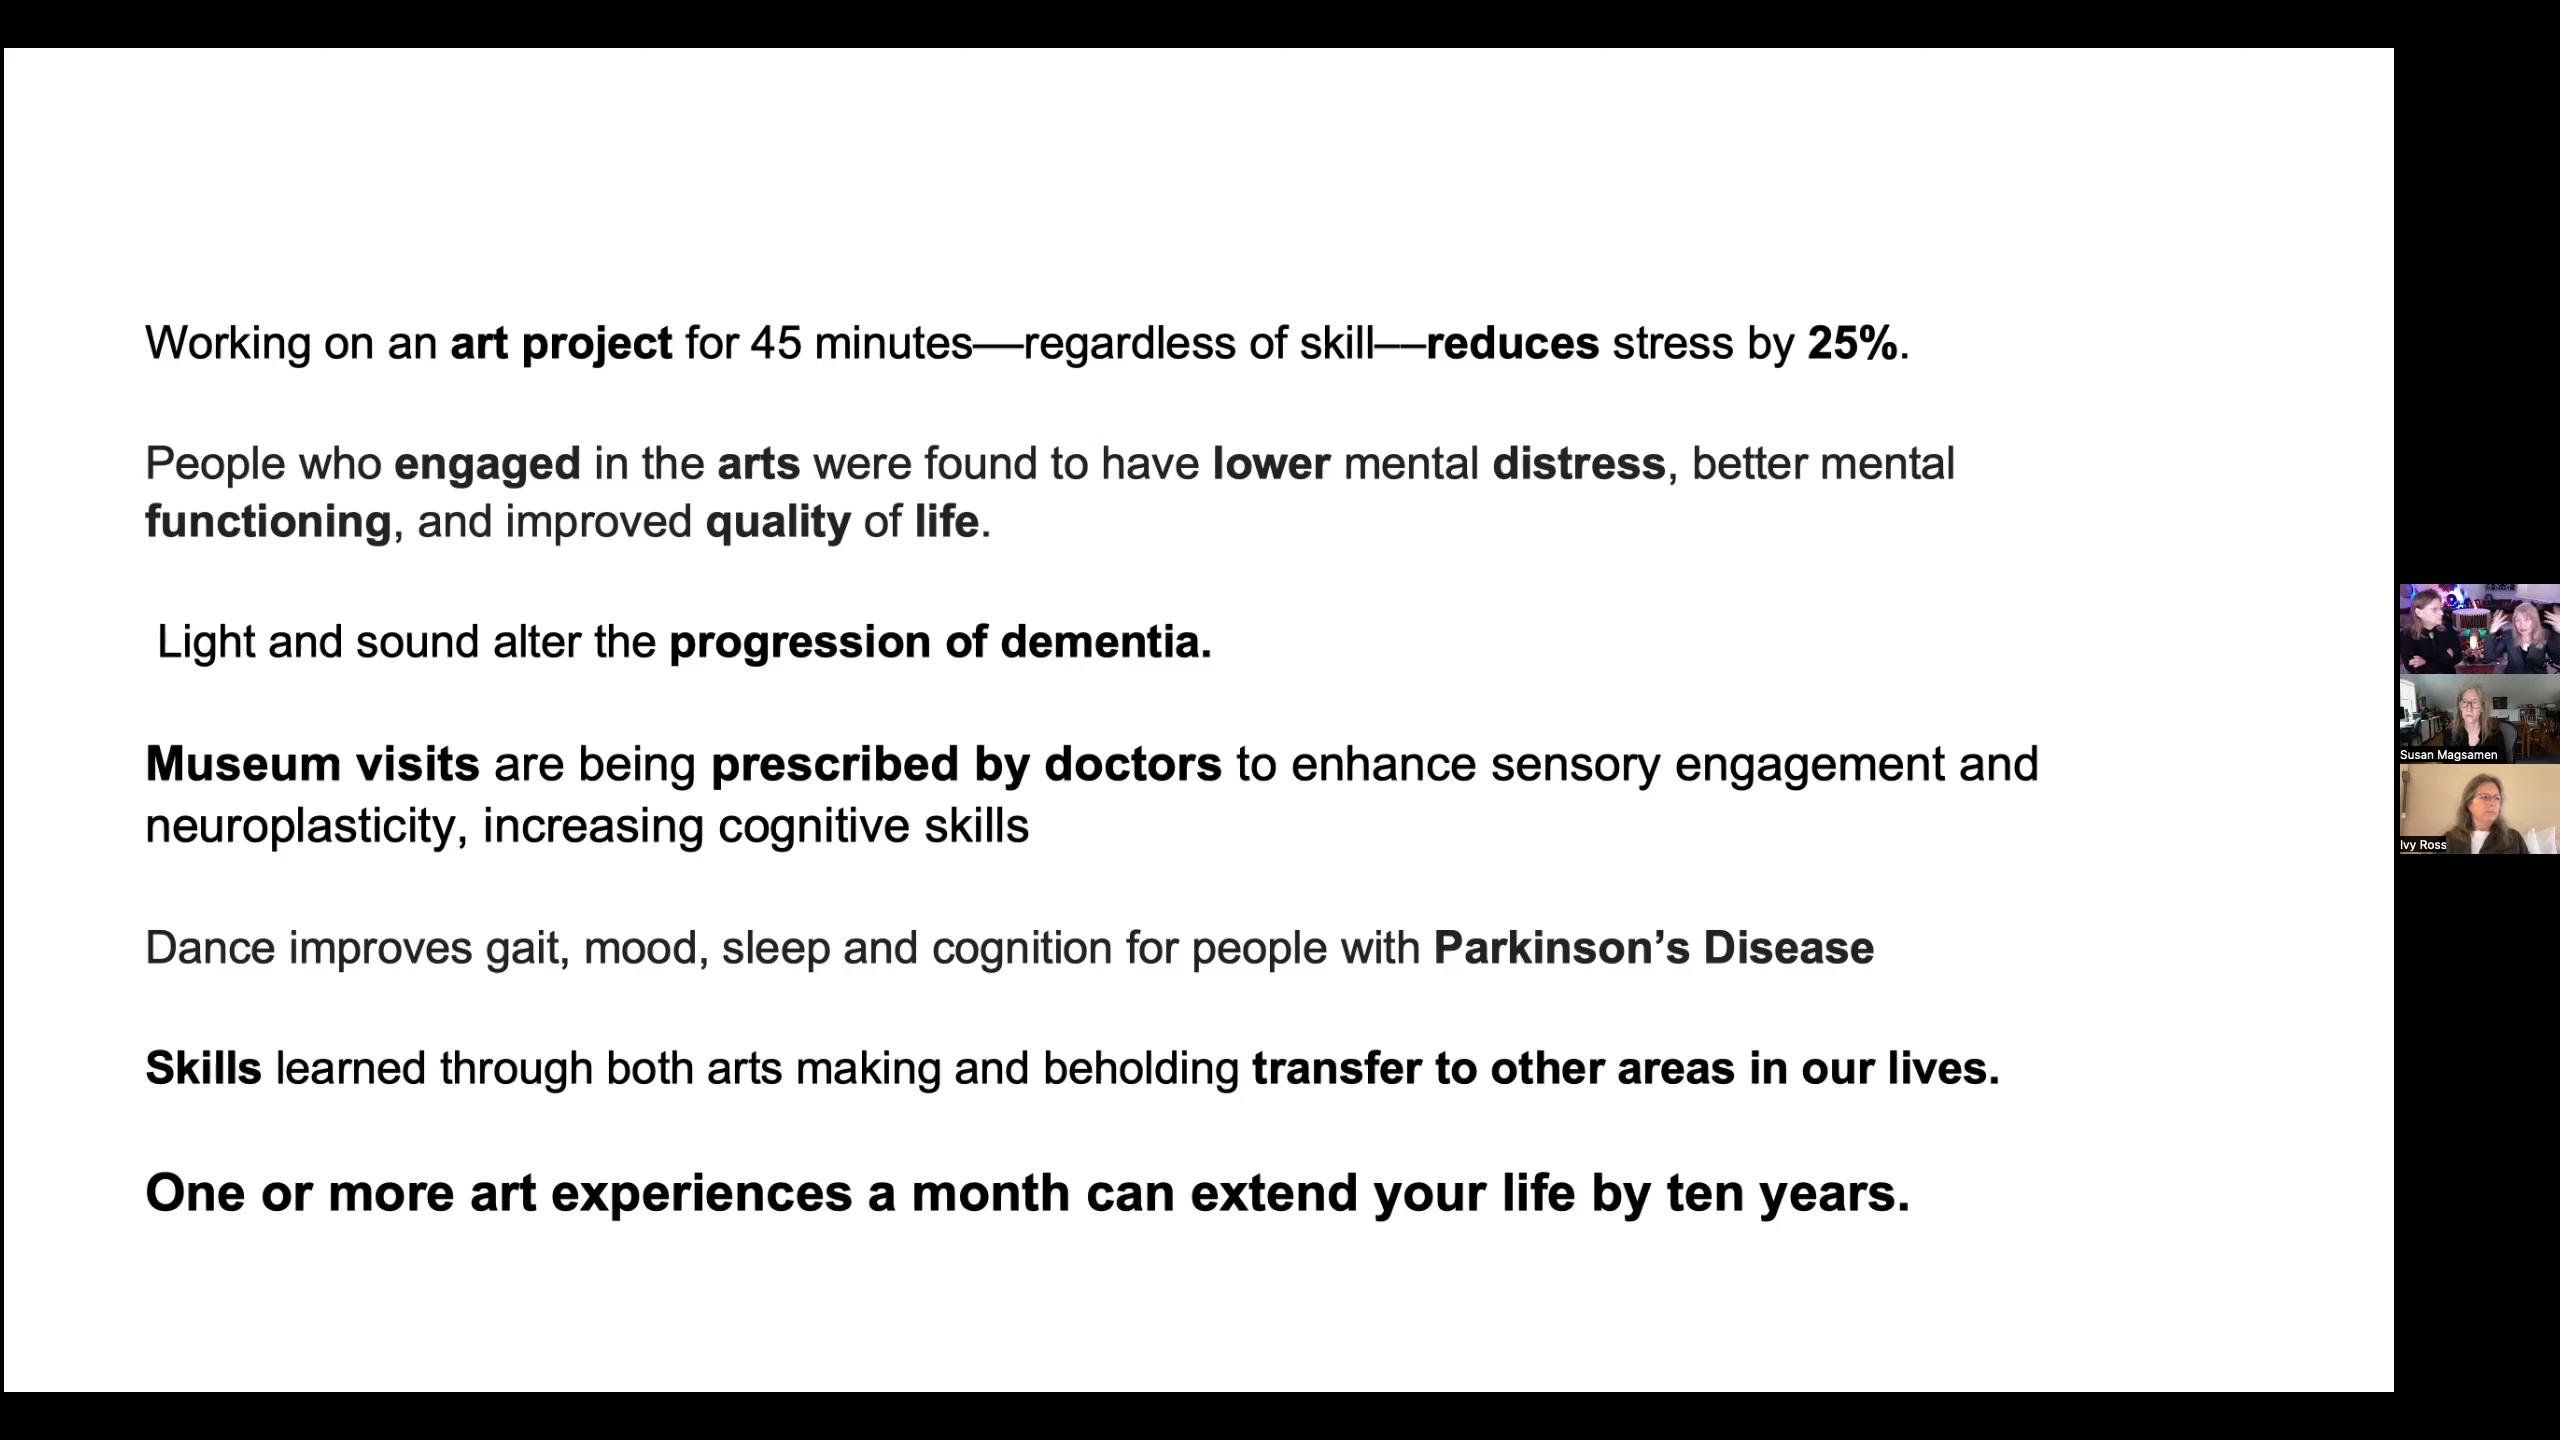 Working on an art project for 45 minutes—–regardless of skill-–reduces stress by 25%.
People who engaged in the arts were found to have lower mental distress, better mental
functioning, and improved quality of life.
Light and sound alter the progression of dementia.
Museum visits are being prescribed by doctors to enhance sensory engagement and
neuroplasticity, increasing cognitive skills
Dance improves gait, mood, sleep and cognition for people with Parkinson’s Disease
Skills learned through both arts making and beholding transfer to other areas in our lives.
One or more art experiences a month can extend your life by ten years.
Susan Magsamen
Ivy Ross